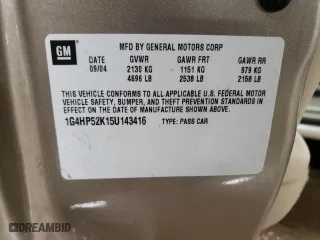 GM
MFD BY GENERAL MOTORS CORP
DATE GVWR GAWR FRT GAWR RR
09/04 2130 KG 1151 KG 979 KG
4696 LB 2538 LB 2158 LB
THIS VEHICLE CONFORMS TO ALL APPLICABLE U.S. FEDERAL MOTOR
VEHICLE SAFETY, BUMPER, AND THEFT PREVENTION STANDARDS IN
EFFECT ON THE DATE OF MANUFACTURE SHOWN ABOVE.
1G4HP52K15U143416 TYPE: PASS CAR
DREAMBID.COM